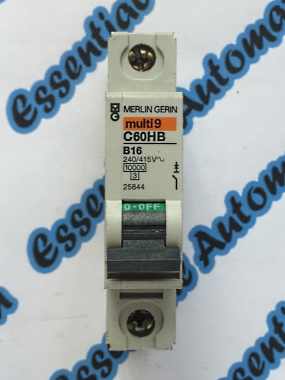 MERLIN GERIN
multi 9
C60HB
B16
240/415V~
10000
3
25844
O·OFF
Essential Automation